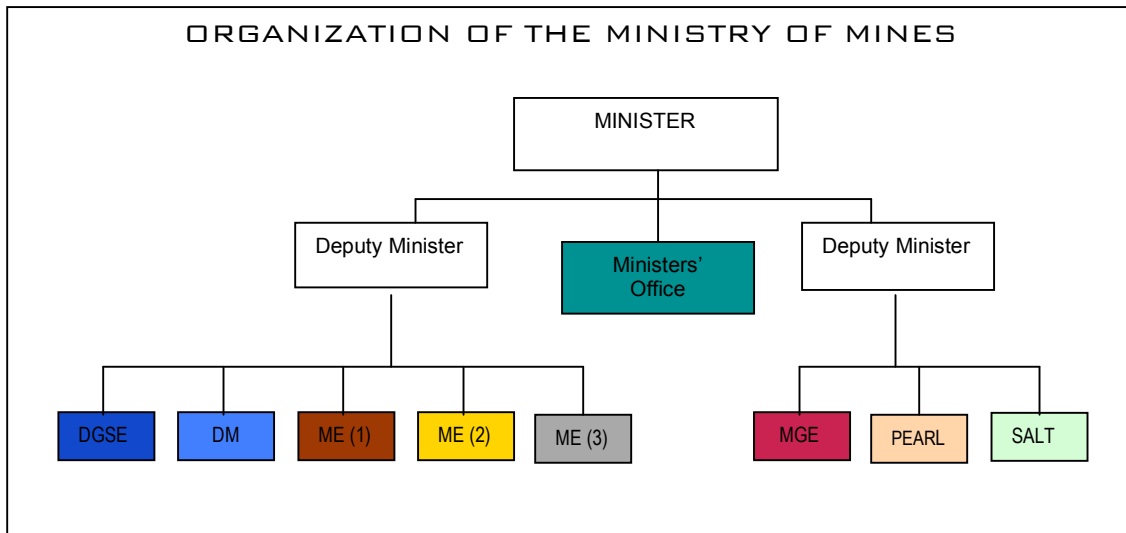 ORGANIZATION OF THE MINISTRY OF MINES
MINISTER
Deputy Minister
Ministers’
Office
Deputy Minister
DGSE
DM
ME (1)
ME (2)
ME (3)
MGE
PEARL
SALT